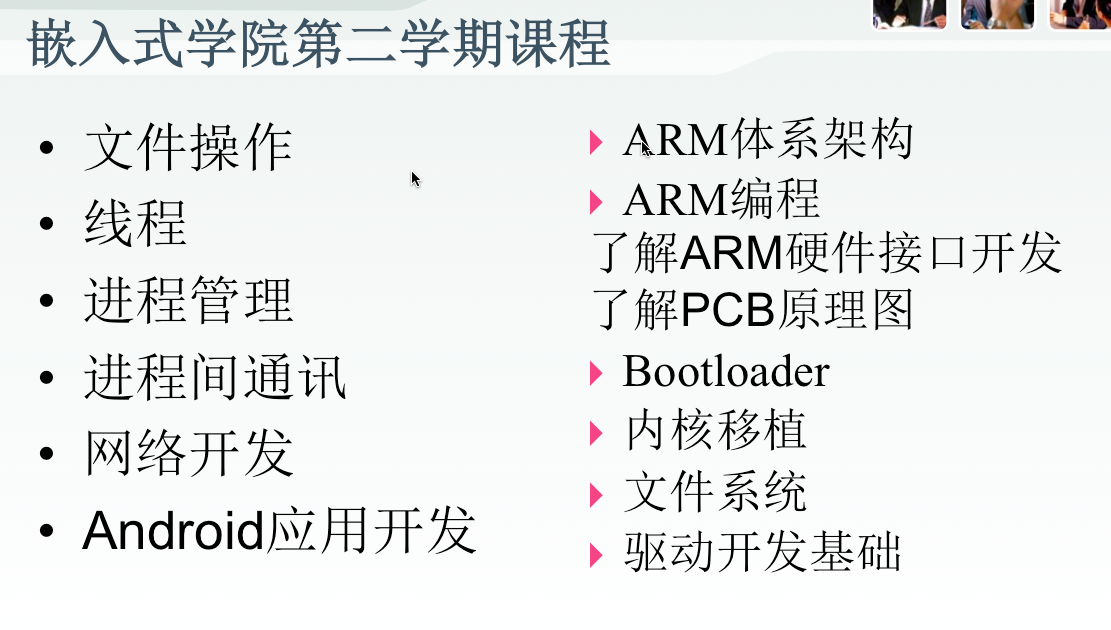 嵌入式学院第二学期课程
• 文件操作
• 线程
• 进程管理
• 进程间通讯
• 网络开发
• Android应用开发
ARM体系架构
ARM编程
了解ARM硬件接口开发
了解PCB原理图
Bootloader
内核移植
文件系统
驱动开发基础